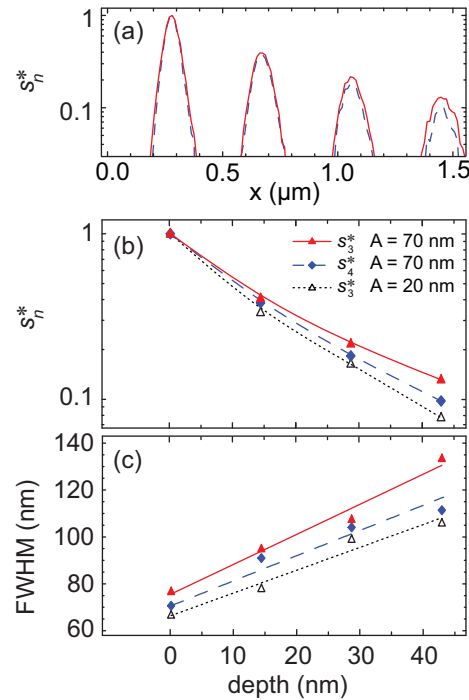 (a)
1
0.1
s*n
0.0 0.5 1.0 1.5
x (μm)
(b)
1
0.1
s*n
s*3 A = 70 nm
s*4 A = 70 nm
s*3 A = 20 nm
(c)
140
120
100
80
60
FWHM (nm)
0 10 20 30 40
depth (nm)